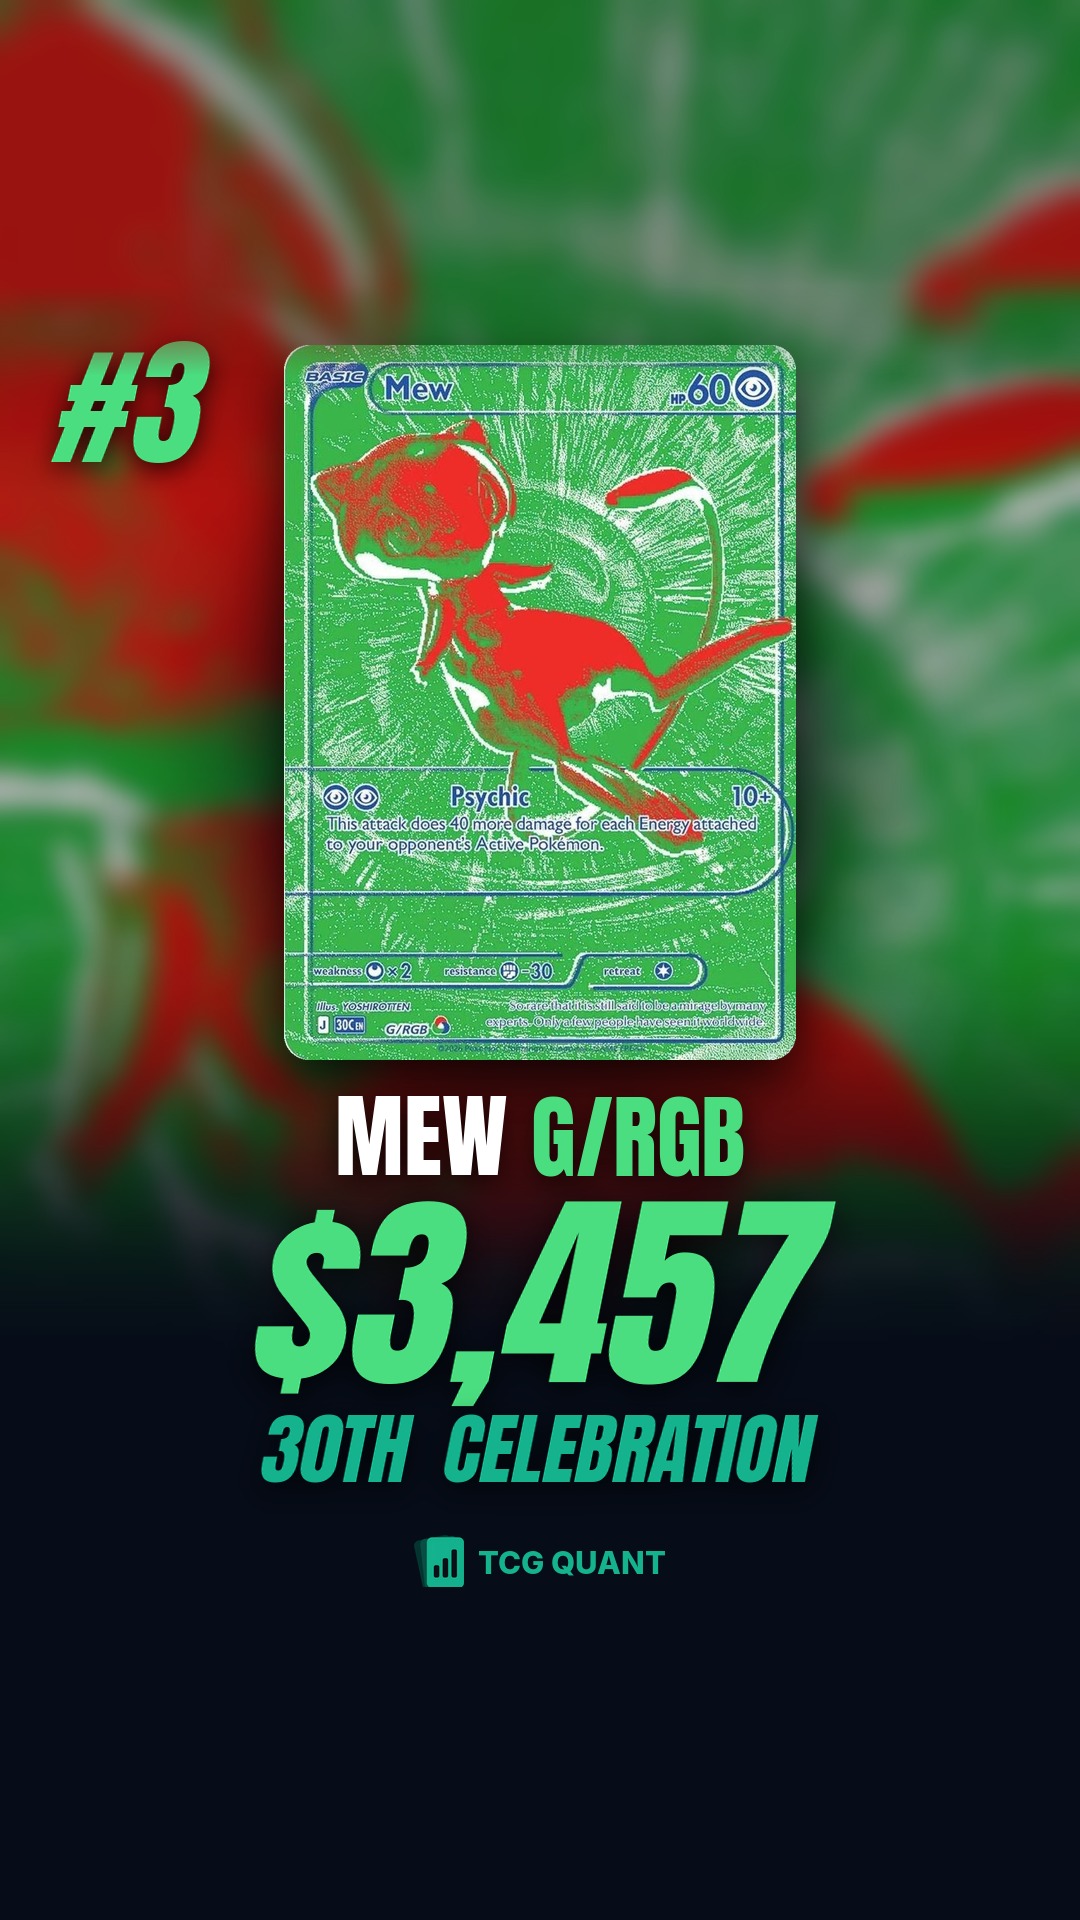 #3
BASIC Mew HP 60
Psychic 10+
This attack does 40 more damage for each Energy attached
to your opponent's Active Pokémon.
weakness ×2 resistance -30 retreat
Illus. YOSHIROTTEN
So rare that it is still said to be a mirage by many
experts. Only a few people have seen it worldwide.
J 30C EN G/RGB
MEW G/RGB
$3,457
30TH CELEBRATION
TCG QUANT